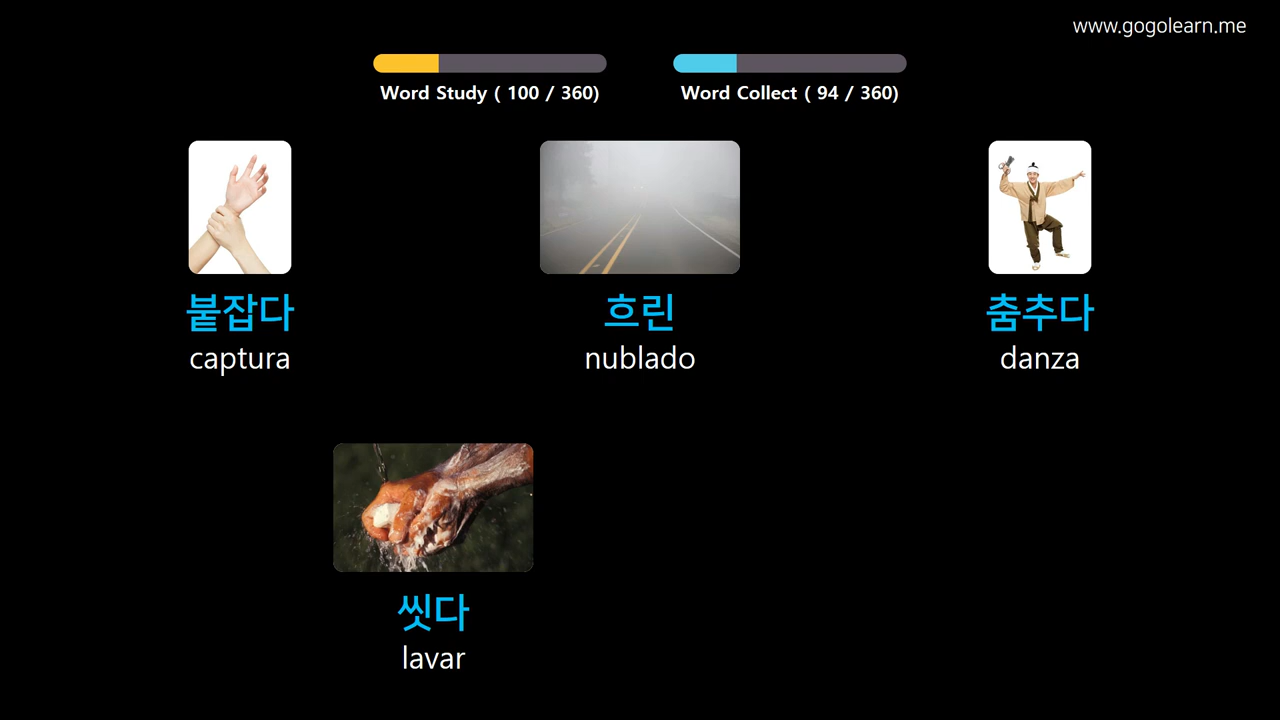 www.gogolearn.me
Word Study ( 100 / 360)
Word Collect ( 94 / 360)
붙잡다
captura
흐린
nublado
춤추다
danza
씻다
lavar